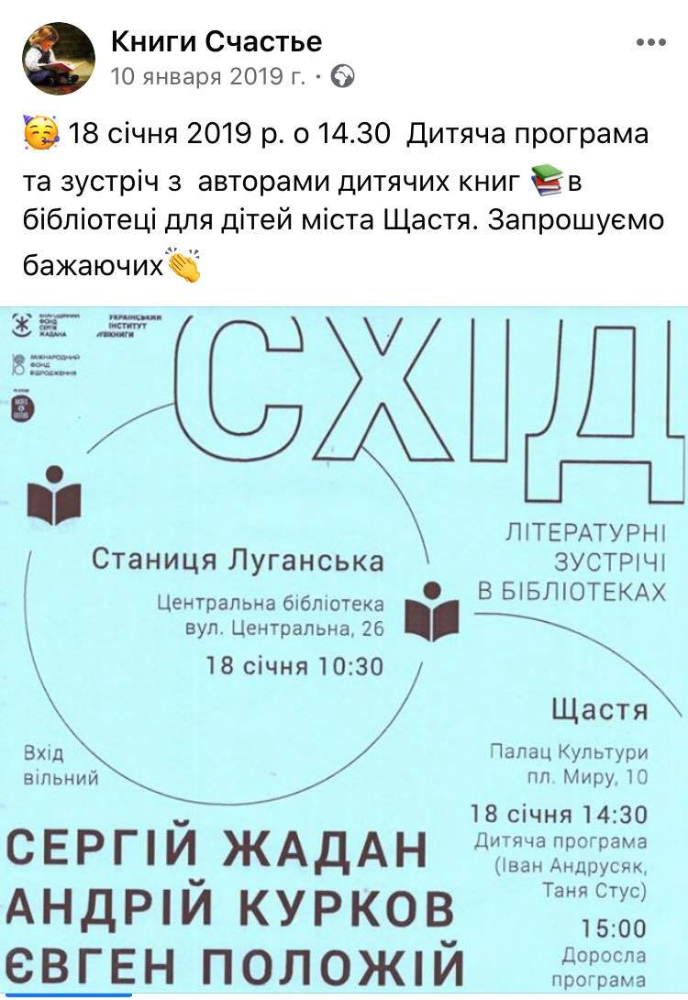 Книги Счастье
10 января 2019 г. ·
18 січня 2019 р. о 14.30 Дитяча програма
та зустріч з авторами дитячих книг в
бібліотеці для дітей міста Щастя. Запрошуємо
бажаючих
ФОНД
СЕРГІЯ
ЖАДАНА
УКРАЇНСЬКИЙ
ІНСТИТУТ
КНИГИ
МІЖНАРОДНИЙ
ФОНД
ВІДРОДЖЕННЯ
СХІД
ЛІТЕРАТУРНІ
ЗУСТРІЧІ
В БІБЛІОТЕКАХ
Станиця Луганська
Центральна бібліотека
вул. Центральна, 26
18 січня 10:30
Щастя
Палац Культури
пл. Миру, 10
18 січня 14:30
Дитяча програма
(Іван Андрусяк,
Таня Стус)
15:00
Доросла
програма
Вхід
вільний
СЕРГІЙ ЖАДАН
АНДРІЙ КУРКОВ
ЄВГЕН ПОЛОЖІЙ